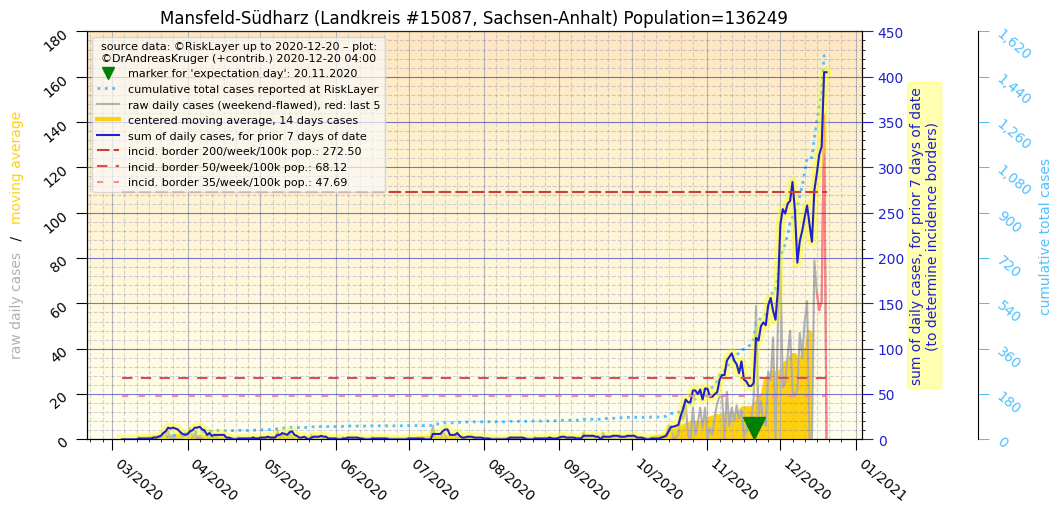 Mansfeld-Südharz (Landkreis #15087, Sachsen-Anhalt) Population=136249
source data: ©RiskLayer up to 2020-12-20 – plot:
©DrAndreasKruger (+contrib.) 2020-12-20 04:00
marker for 'expectation day': 20.11.2020
cumulative total cases reported at RiskLayer
raw daily cases (weekend-flawed), red: last 5
centered moving average, 14 days cases
sum of daily cases, for prior 7 days of date
incid. border 200/week/100k pop.: 272.50
incid. border 50/week/100k pop.: 68.12
incid. border 35/week/100k pop.: 47.69
raw daily cases / moving average
180
160
140
120
100
80
60
40
20
0
03/2020
04/2020
05/2020
06/2020
07/2020
08/2020
09/2020
10/2020
11/2020
12/2020
01/2021
450
400
350
300
250
200
150
100
50
0
sum of daily cases, for prior 7 days of date
(to determine incidence borders)
1,620
1,440
1,260
1,080
900
720
540
360
180
0
cumulative total cases